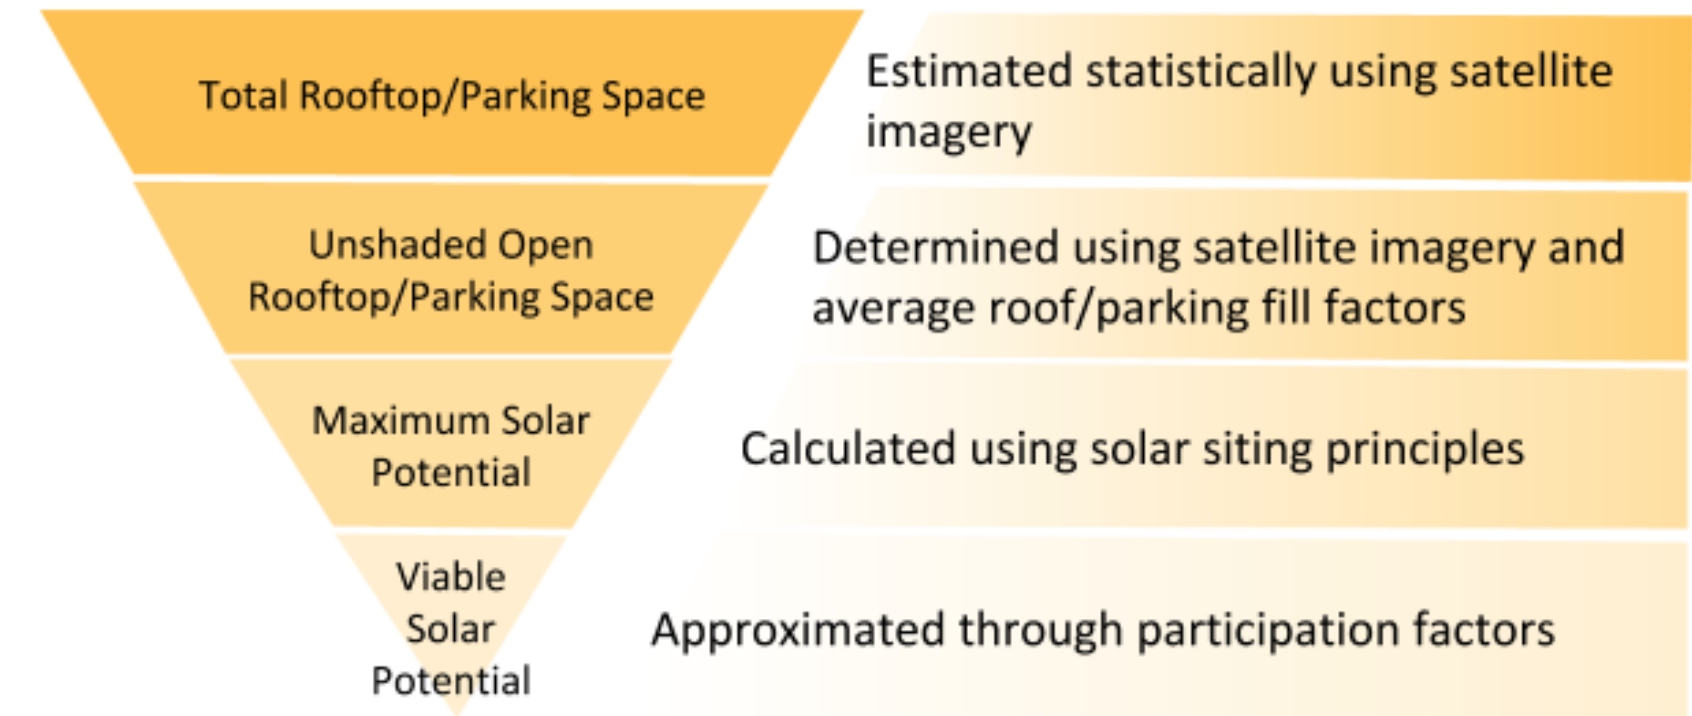 Total Rooftop/Parking Space
Estimated statistically using satellite
imagery
Unshaded Open
Rooftop/Parking Space
Determined using satellite imagery and
average roof/parking fill factors
Maximum Solar
Potential
Calculated using solar siting principles
Viable
Solar
Potential
Approximated through participation factors